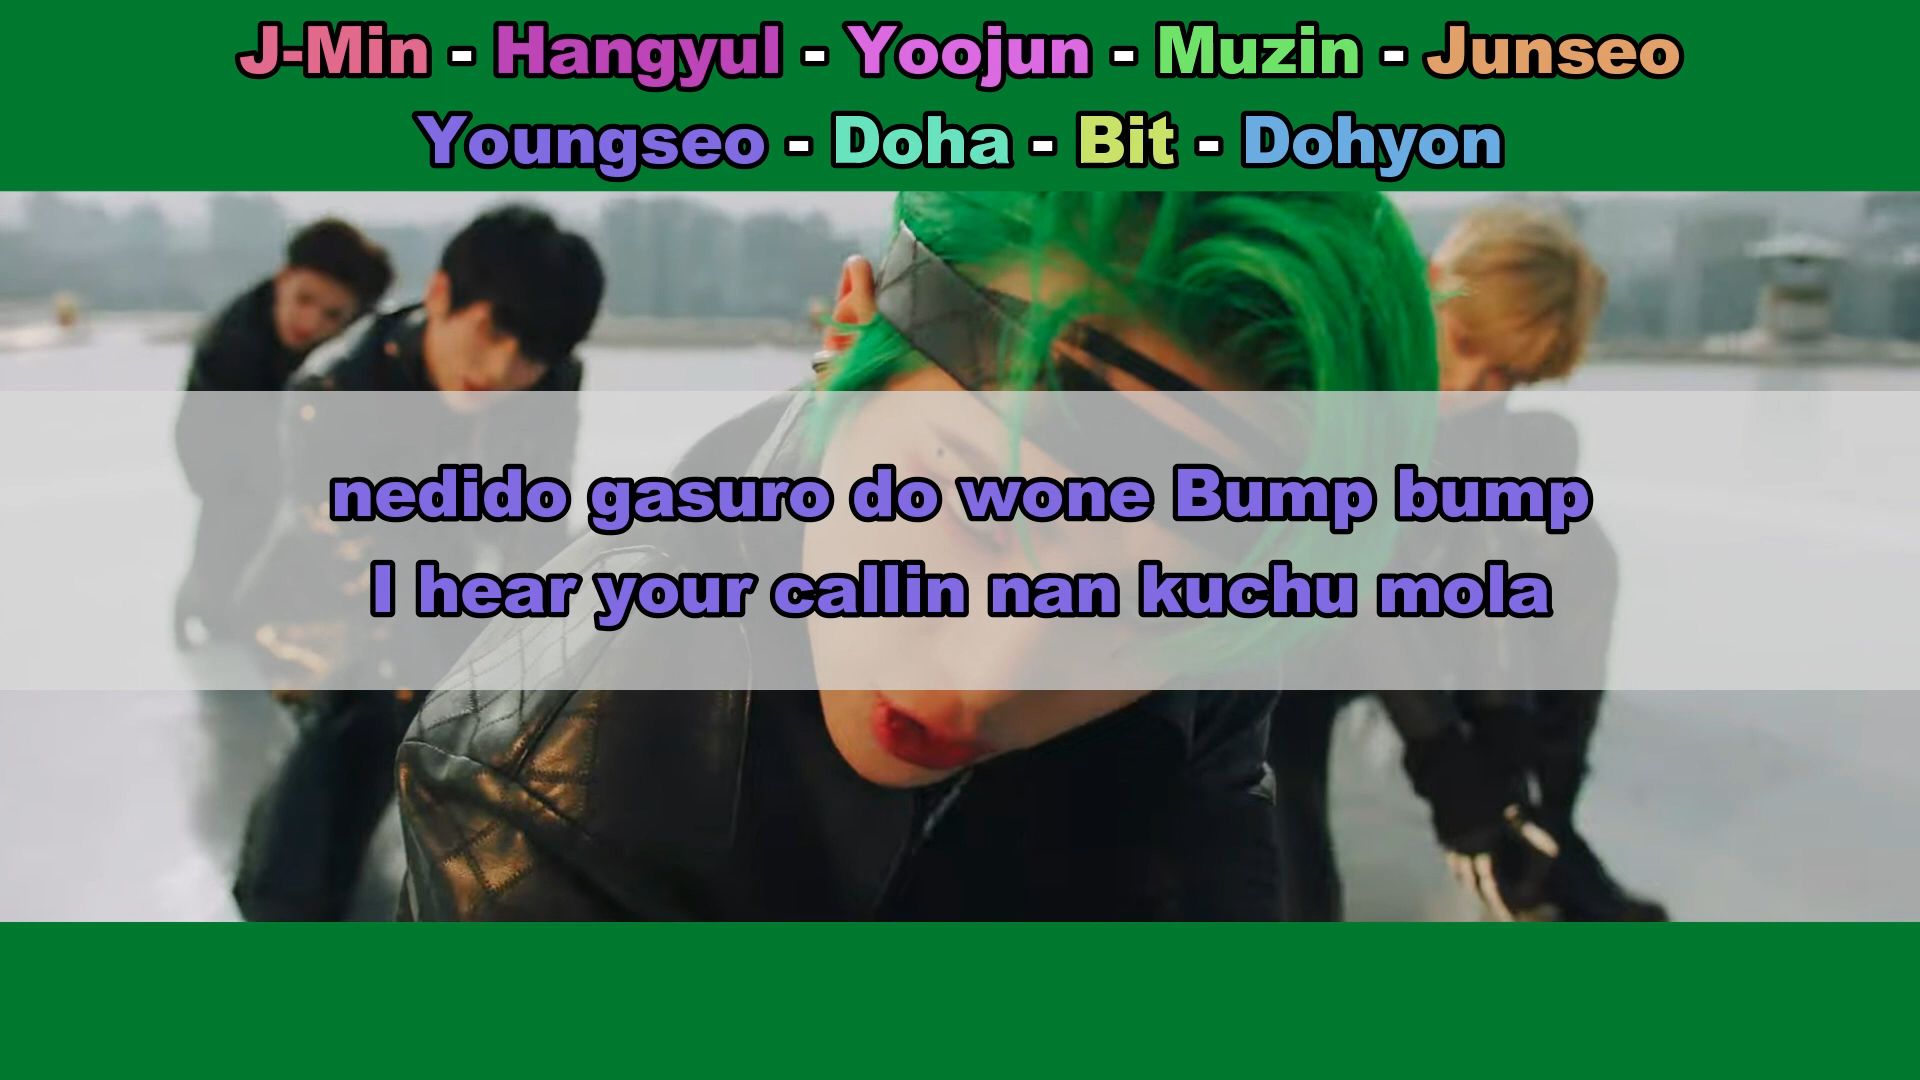 J-Min - Hangyul - Yoojun - Muzin - Junseo
Youngseo - Doha - Bit - Dohyon
nedido gasuro do wone Bump bump
I hear your callin nan kuchu mola